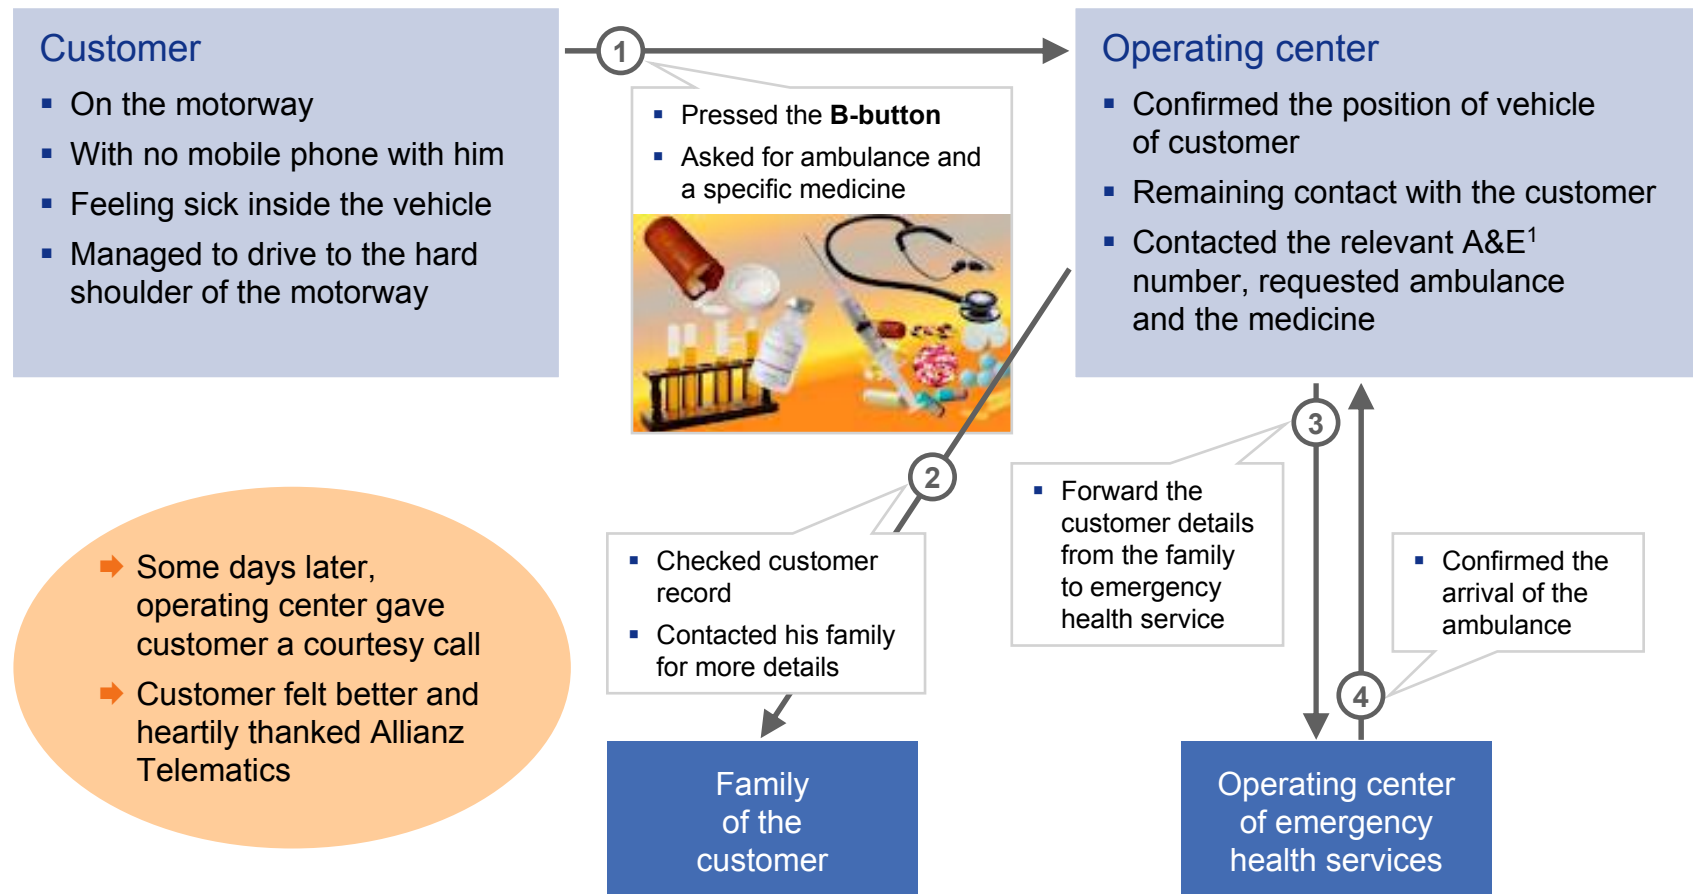 Customer
On the motorway
With no mobile phone with him
Feeling sick inside the vehicle
Managed to drive to the hard
shoulder of the motorway
1
Pressed the B-button
Asked for ambulance and
a specific medicine
Operating center
Confirmed the position of vehicle
of customer
Remaining contact with the customer
Contacted the relevant A&E¹
number, requested ambulance
and the medicine
2
Checked customer
record
Contacted his family
for more details
3
Forward the
customer details
from the family
to emergency
health service
4
Confirmed the
arrival of the
ambulance
Some days later,
operating center gave
customer a courtesy call
Customer felt better and
heartily thanked Allianz
Telematics
Family
of the
customer
Operating center
of emergency
health services